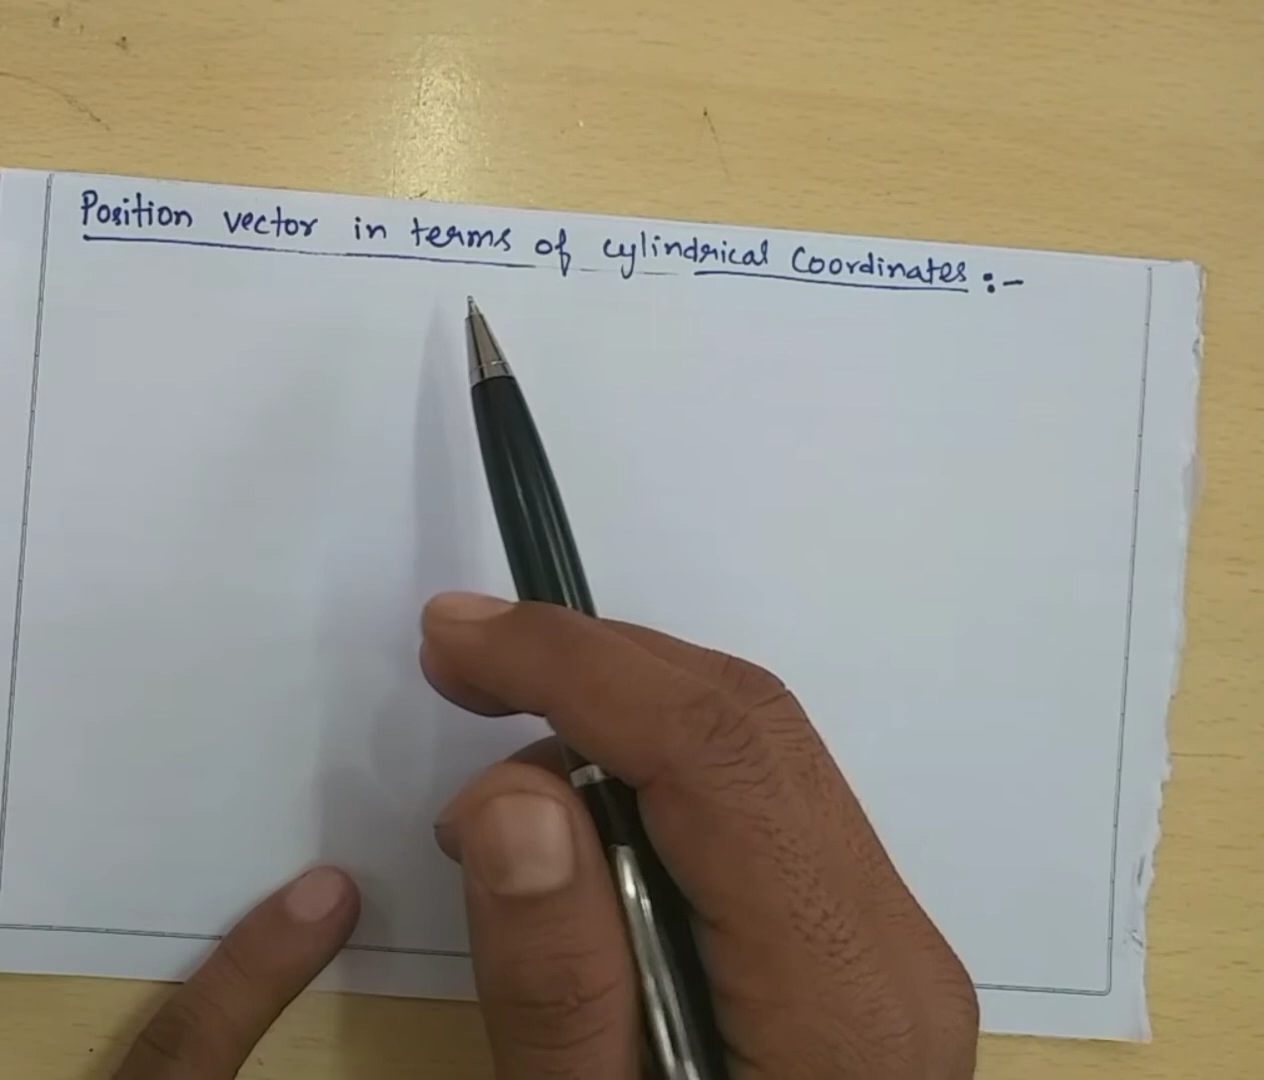 Position vector in terms of cylindrical Coordinates :-